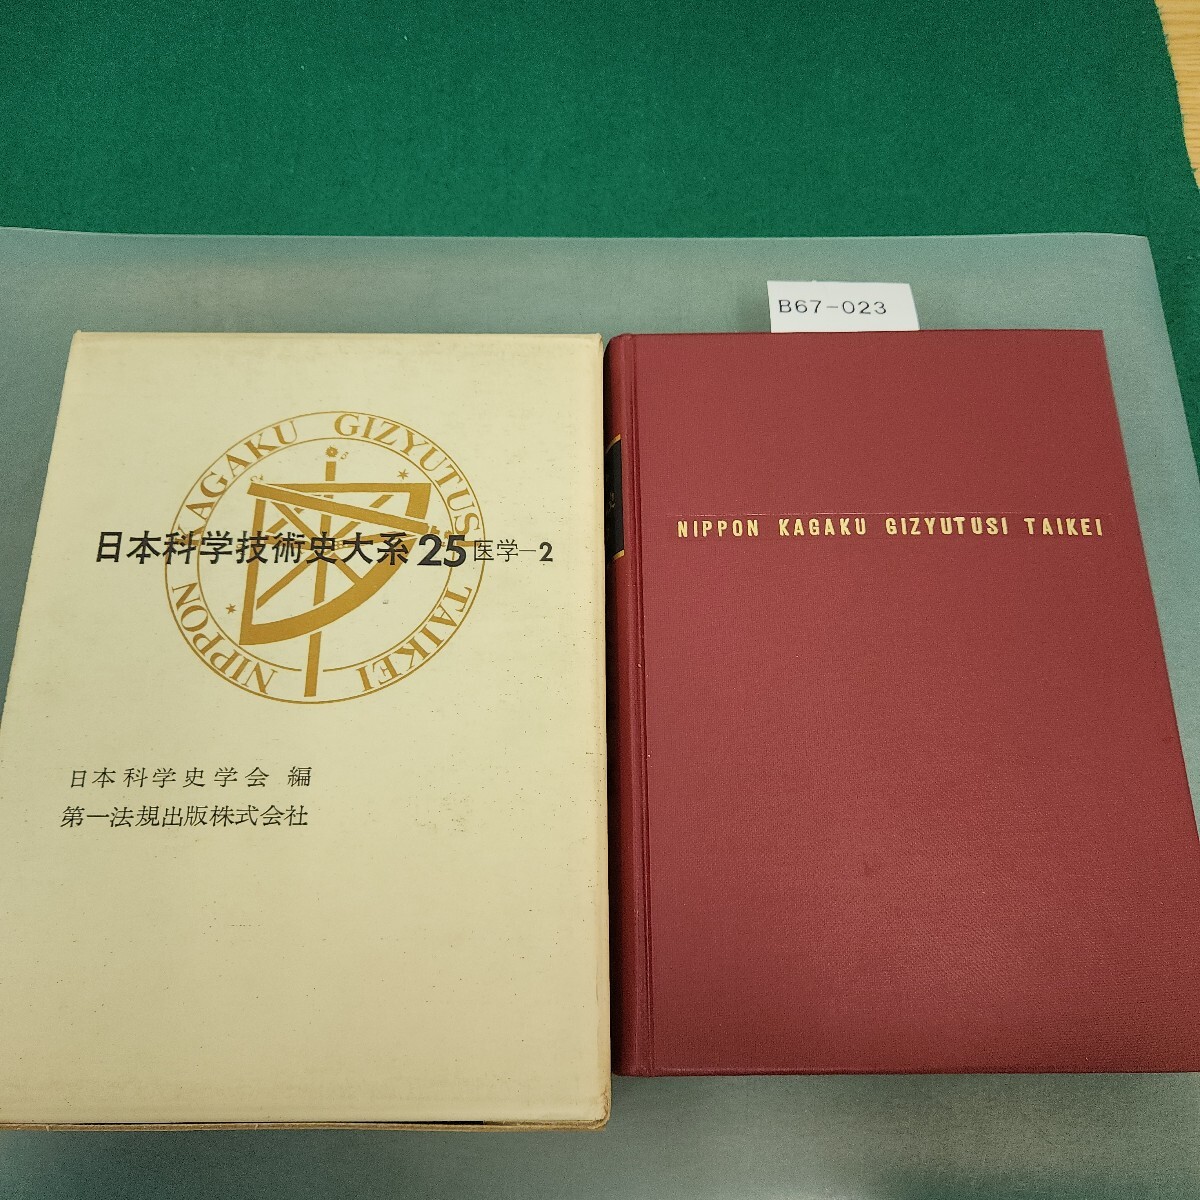 B67-023
NIPPON KAGAKU GIZYUTUSI TAIKEI
日本科学技術史大系 25 医学—2
日本科学史学会 編
第一法規出版株式会社
NIPPON KAGAKU GIZYUTUSI TAIKEI